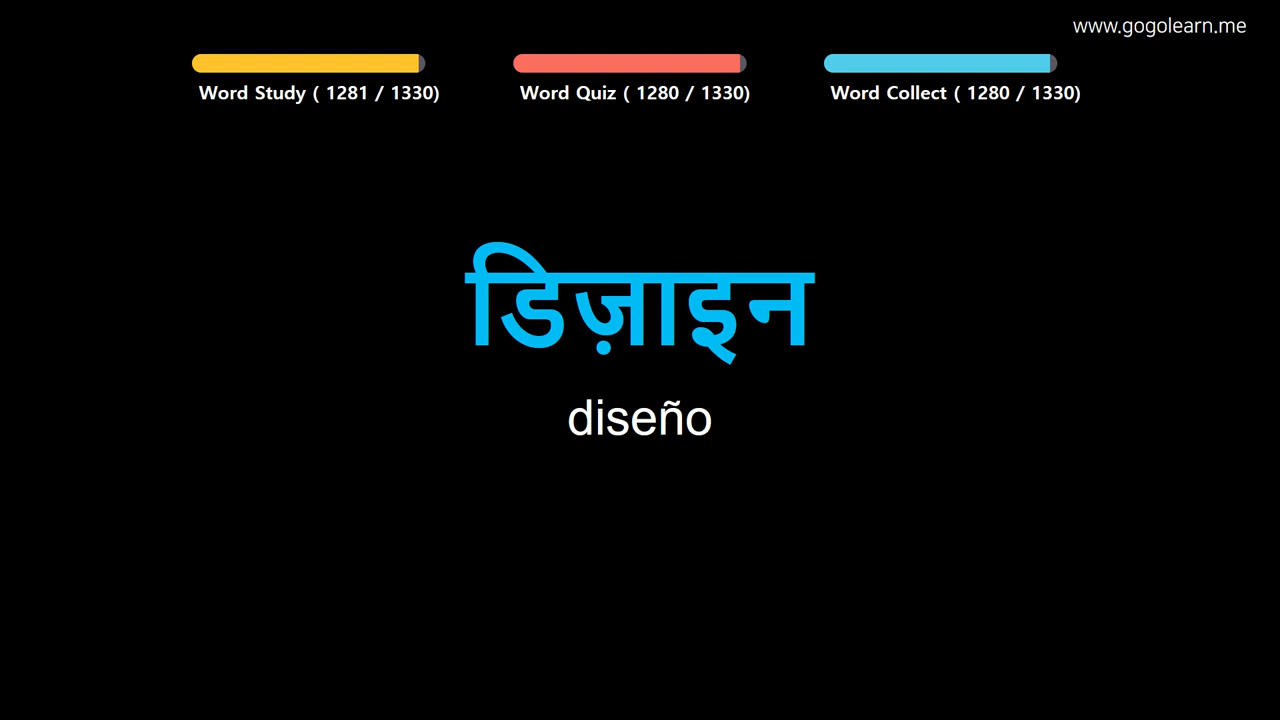 www.gogolearn.me
Word Study ( 1281 / 1330)
Word Quiz ( 1280 / 1330)
Word Collect ( 1280 / 1330)
डिज़ाइन
diseño